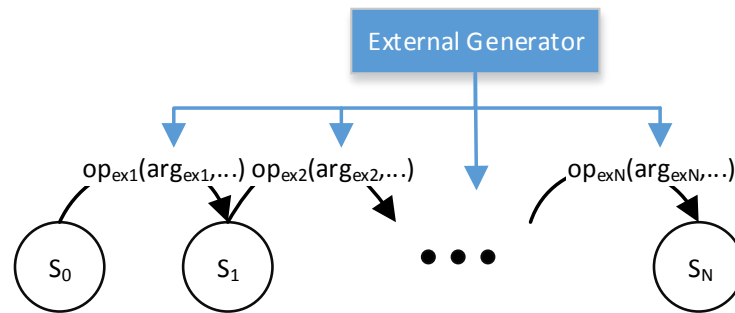 External Generator
op_ex1(arg_ex1,...) op_ex2(arg_ex2,...) op_exN(arg_exN,...)
S_0 S_1 S_N